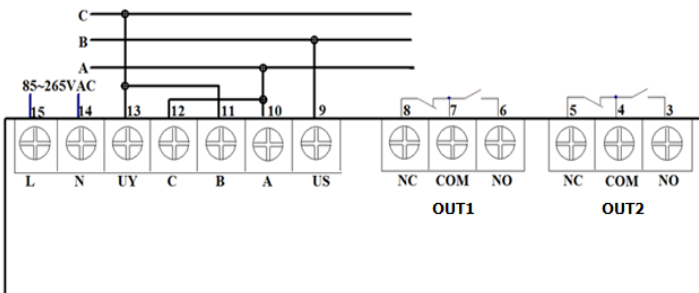 C
B
A
85~265VAC
15 14 13 12 11 10 9 8 7 6 5 4 3
L N UY C B A US NC COM NO NC COM NO
OUT1 OUT2